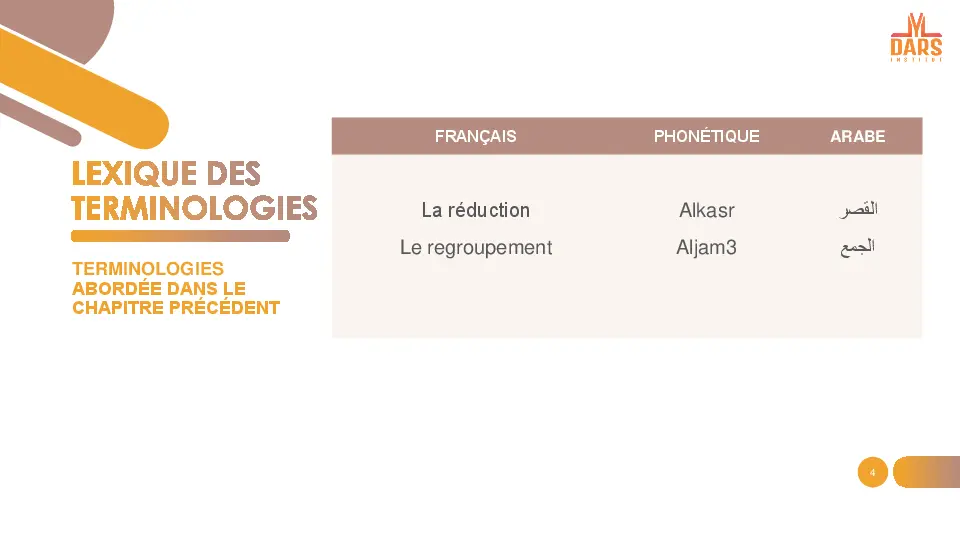 DARS
INSTITUT
LEXIQUE DES
TERMINOLOGIES
TERMINOLOGIES
ABORDÉE DANS LE
CHAPITRE PRÉCÉDENT
FRANÇAIS PHONÉTIQUE ARABE
La réduction Alkasr القصر
Le regroupement Aljam3 الجمع
4